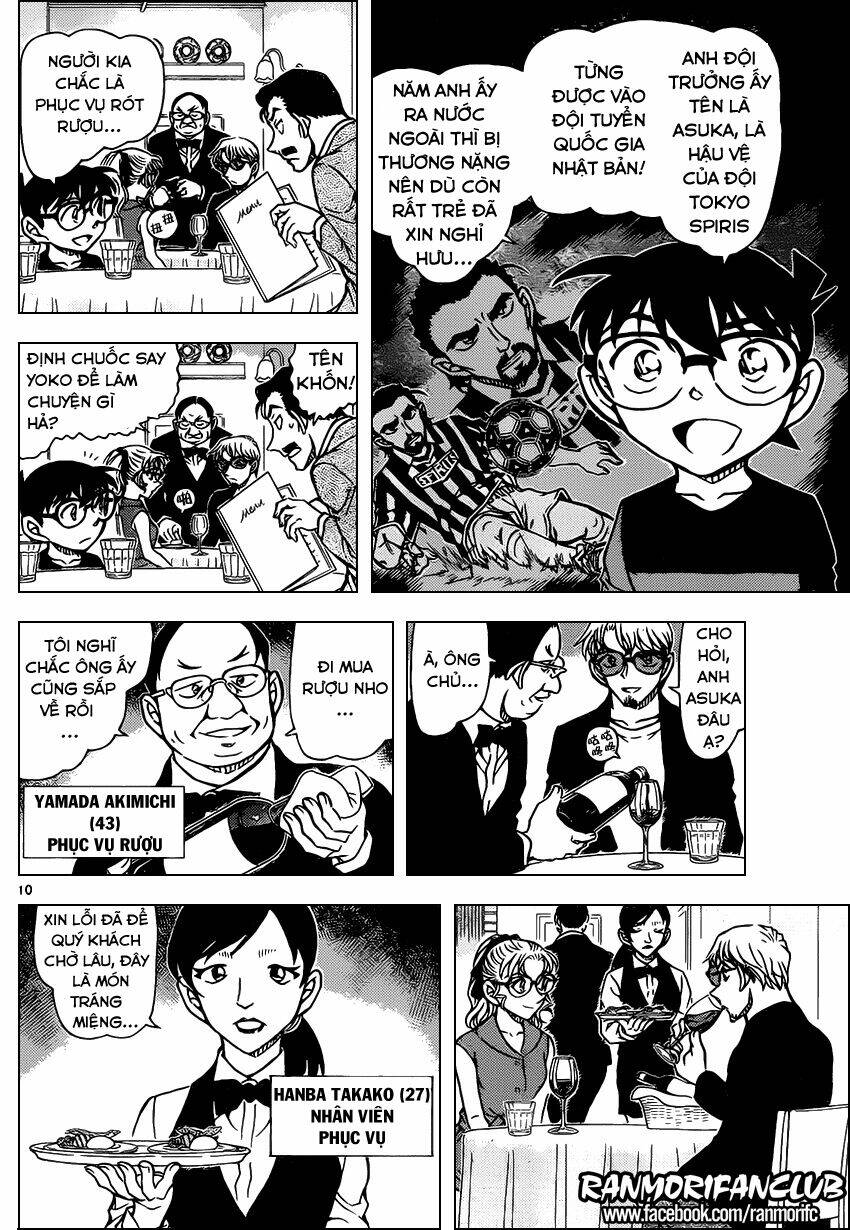 ANH ĐỘI
TRƯỞNG ẤY
TÊN LÀ
ASUKA, LÀ
HẬU VỆ
CỦA ĐỘI
TOKYO
SPIRIS
TỪNG
ĐƯỢC VÀO
ĐỘI TUYỂN
QUỐC GIA
NHẬT BẢN!
NĂM ANH ẤY
RA NƯỚC
NGOÀI THÌ BỊ
THƯƠNG NẶNG
NÊN DÙ CÒN
RẤT TRẺ ĐÃ
XIN NGHỈ
HƯU...
SPIRITS
NGƯỜI KIA
CHẮC LÀ
PHỤC VỤ RÓT
RƯỢU...
Menu
TÊN
KHỐN!
ĐỊNH CHUỐC SAY
YOKO ĐỂ LÀM
CHUYỆN GÌ
HẢ?
啪
Menu
CHO
HỎI,
ANH
ASUKA
ĐÂU
Ạ?
À, ÔNG
CHỦ...
咕咕
咯咯
ĐI MUA
RƯỢU NHO
...
TÔI NGHĨ
CHẮC ÔNG ẤY
CŨNG SẮP
VỀ RỒI
...
YAMADA AKIMICHI
(43)
PHỤC VỤ RƯỢU
10
XIN LỖI ĐÃ ĐỂ
QUÝ KHÁCH
CHỜ LÂU, ĐÂY
LÀ MÓN
TRÁNG
MIỆNG...
HANBA TAKAKO (27)
NHÂN VIÊN
PHỤC VỤ
RANMORIFANCLUB
www.facebook.com/ranmorifc